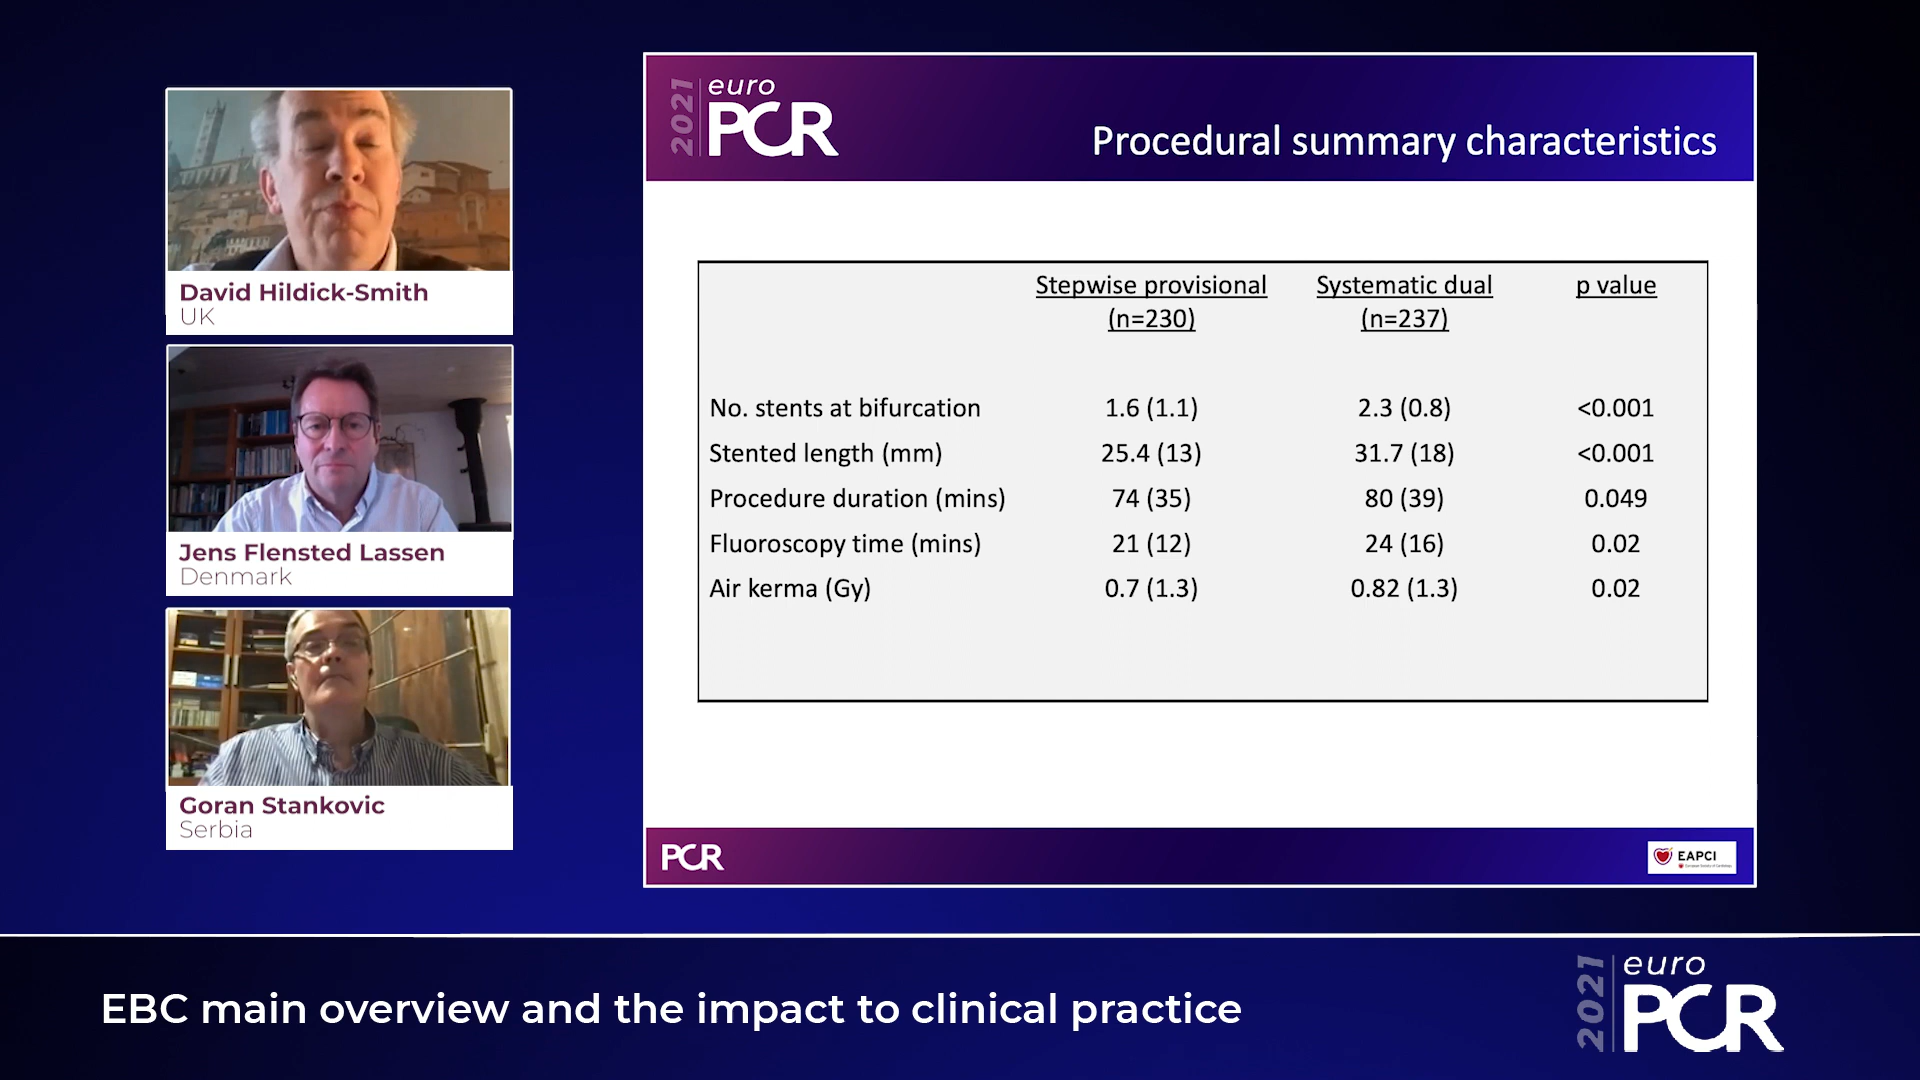 David Hildick-Smith
UK
Jens Flensted Lassen
Denmark
Goran Stankovic
Serbia
2021 euro PCR
Procedural summary characteristics
Stepwise provisional Systematic dual p value
(n=230) (n=237)
No. stents at bifurcation 1.6 (1.1) 2.3 (0.8) <0.001
Stented length (mm) 25.4 (13) 31.7 (18) <0.001
Procedure duration (mins) 74 (35) 80 (39) 0.049
Fluoroscopy time (mins) 21 (12) 24 (16) 0.02
Air kerma (Gy) 0.7 (1.3) 0.82 (1.3) 0.02
PCR
EAPCI
EBC main overview and the impact to clinical practice
2021 euro PCR